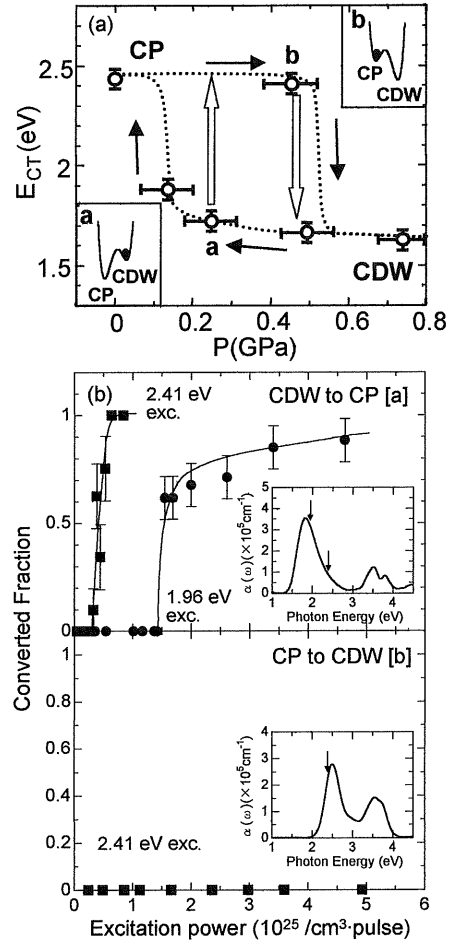 (a)
CP
b
b
CP
CDW
E_CT (eV)
2.5
2
1.5
a
CP
CDW
a
CDW
0
0.2
0.4
0.6
0.8
P(GPa)
(b)
2.41 eV
exc.
CDW to CP [a]
1
0.5
0
1.96 eV
exc.
α(ω)(×10⁵cm⁻¹)
5
4
3
2
1
0
1
2
3
4
Photon Energy (eV)
Converted Fraction
CP to CDW [b]
1
0.8
0.6
0.4
0.2
0
2.41 eV exc.
α(ω)(×10⁵cm⁻¹)
4
3
2
1
0
1
2
3
4
Photon Energy (eV)
0
1
2
3
4
5
6
Excitation power (10²⁵ /cm³·pulse)